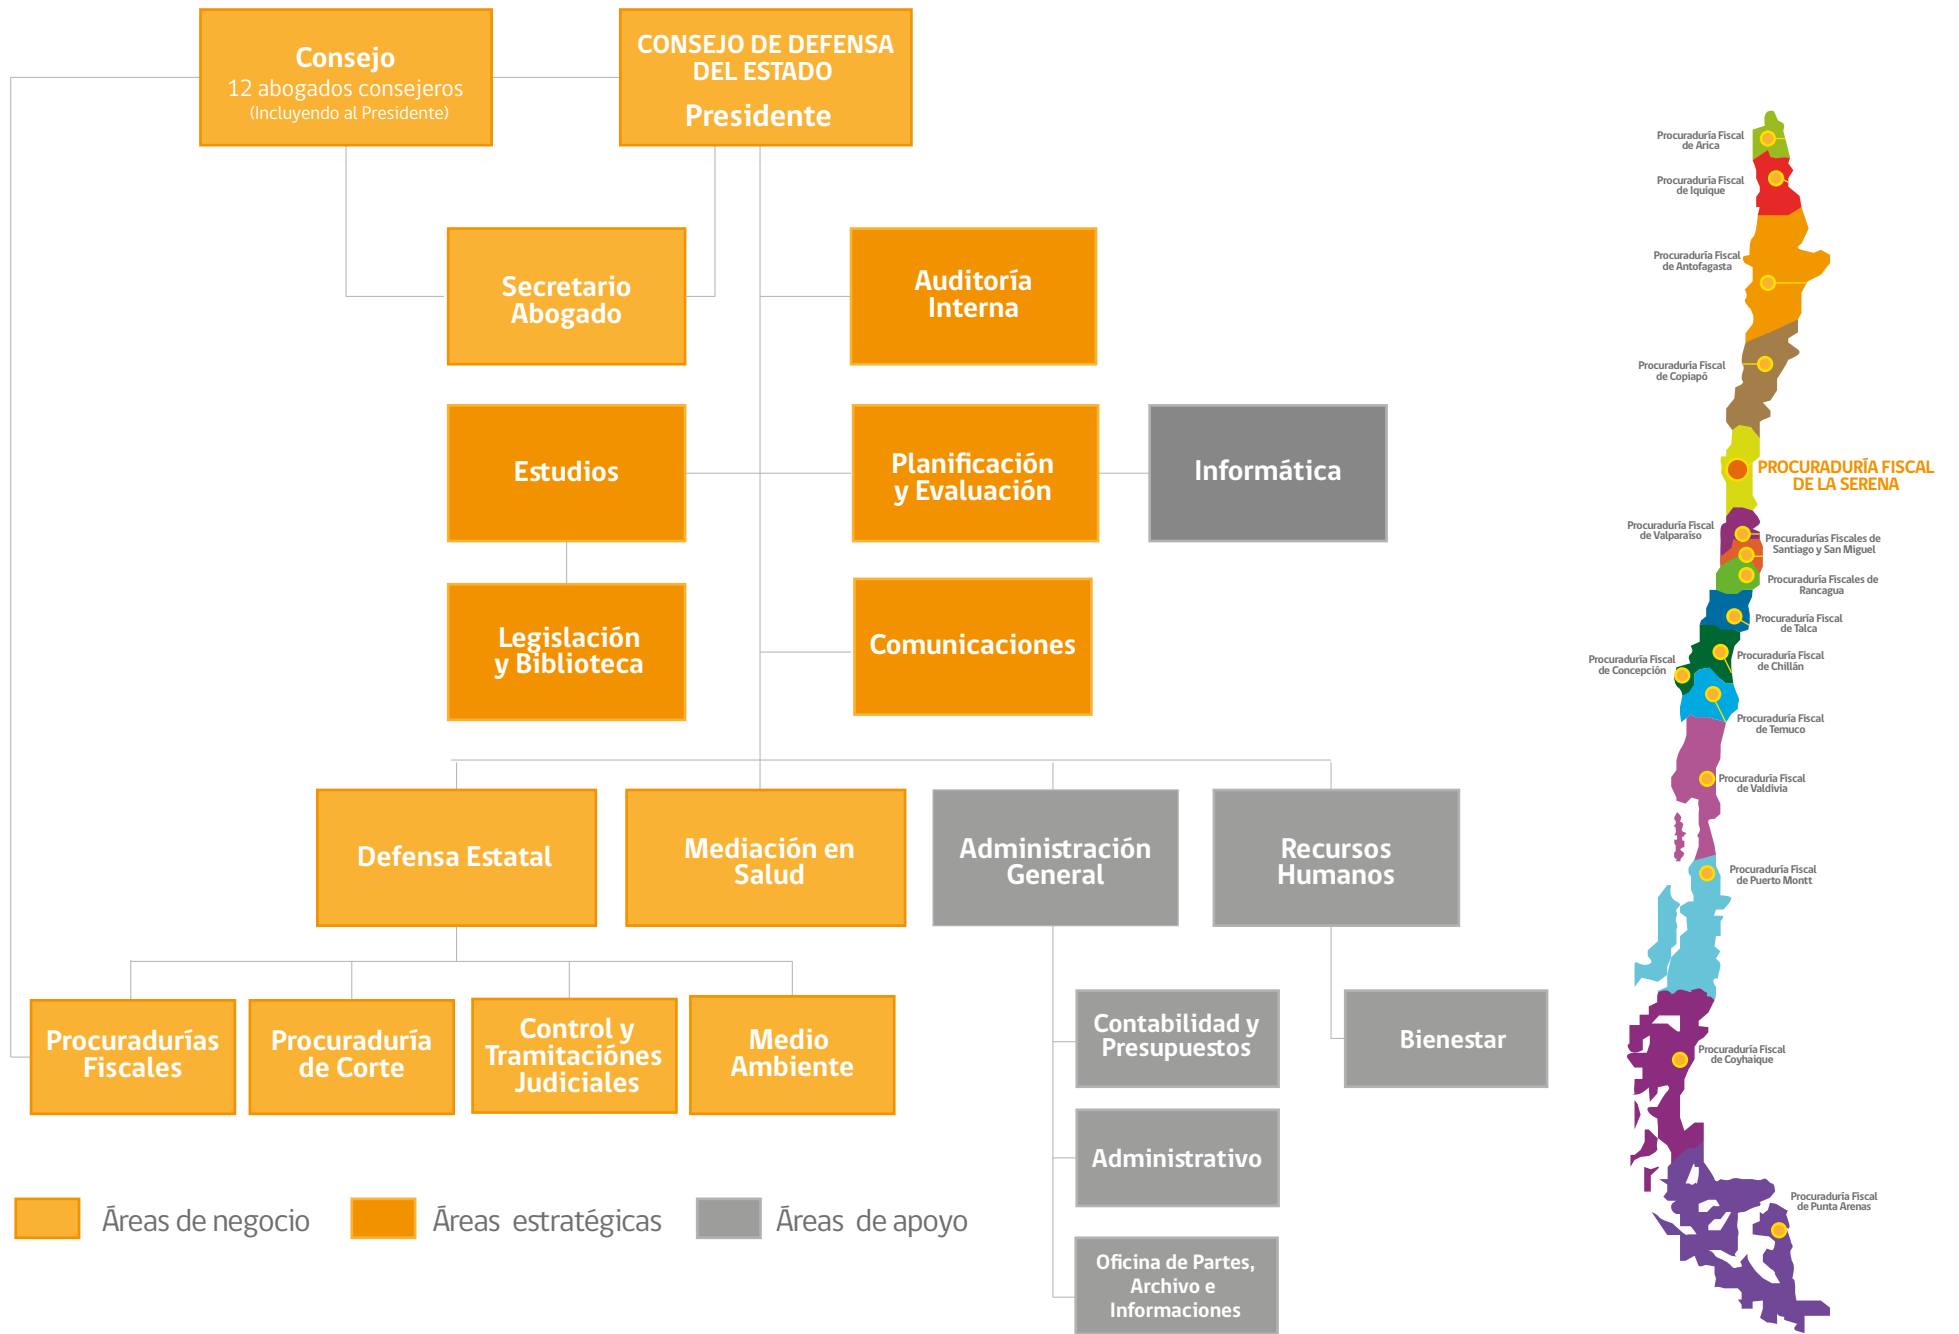 Consejo
12 abogados consejeros
(Incluyendo al Presidente)
CONSEJO DE DEFENSA
DEL ESTADO
Presidente
Secretario
Abogado
Auditoría
Interna
Estudios
Planificación
y Evaluación
Informática
Legislación
y Biblioteca
Comunicaciones
Defensa Estatal
Mediación en
Salud
Administración
General
Recursos
Humanos
Procuradurías
Fiscales
Procuraduría
de Corte
Control y
Tramitaciónes
Judiciales
Medio
Ambiente
Contabilidad y
Presupuestos
Bienestar
Administrativo
Oficina de Partes,
Archivo e
Informaciones
Áreas de negocio
Áreas estratégicas
Áreas de apoyo
Procuraduría Fiscal
de Arica
Procuraduría Fiscal
de Iquique
Procuraduría Fiscal
de Antofagasta
Procuraduría Fiscal
de Copiapó
PROCURADURÍA FISCAL
DE LA SERENA
Procuraduría Fiscal
de Valparaíso
Procuradurías Fiscales de
Santiago y San Miguel
Procuraduría Fiscales de
Rancagua
Procuraduría Fiscal
de Talca
Procuraduría Fiscal
de Chillán
Procuraduría Fiscal
de Concepción
Procuraduría Fiscal
de Temuco
Procuraduría Fiscal
de Valdivia
Procuraduría Fiscal
de Puerto Montt
Procuraduría Fiscal
de Coyhaique
Procuraduría Fiscal
de Punta Arenas